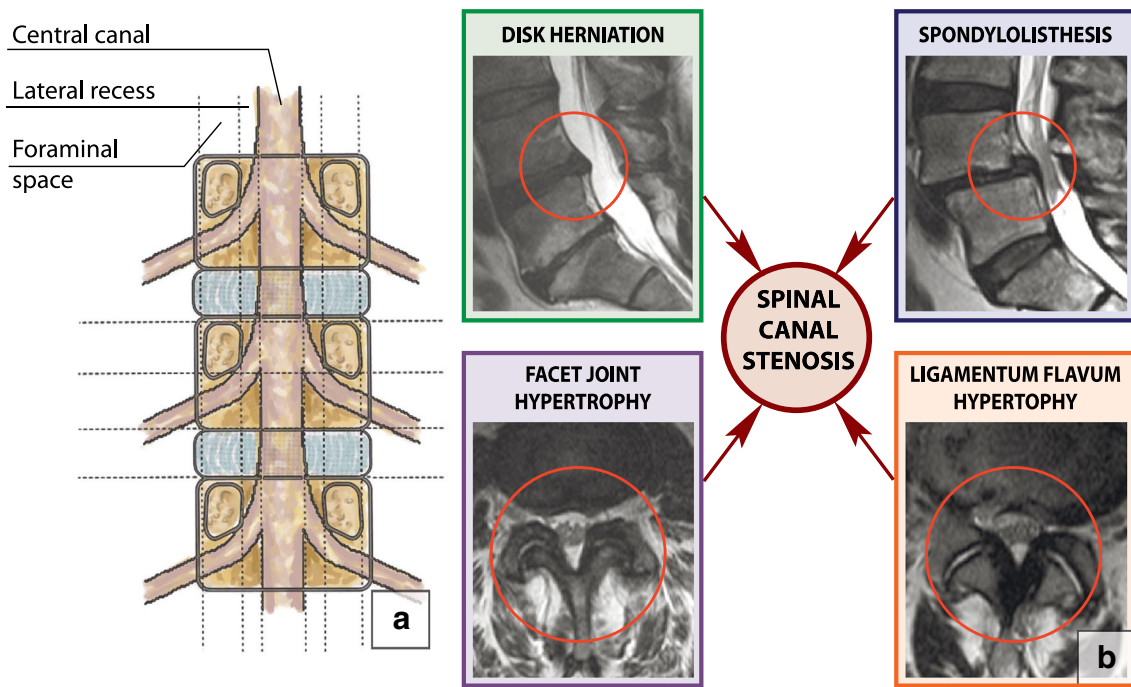 Central canal
Lateral recess
Foraminal
space
a
DISK HERNIATION
SPONDYLOLISTHESIS
SPINAL
CANAL
STENOSIS
FACET JOINT
HYPERTROPHY
LIGAMENTUM FLAVUM
HYPERTOPHY
b